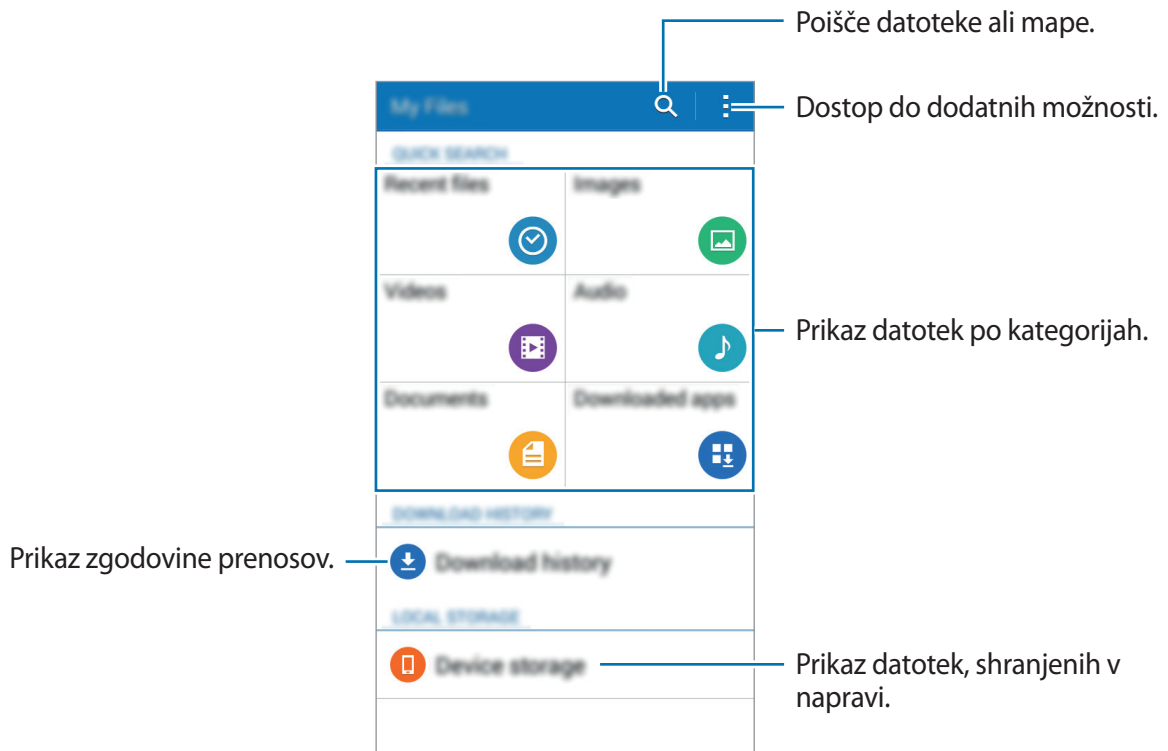 Poišče datoteke ali mape.
My Files
Dostop do dodatnih možnosti.
QUICK SEARCH
Recent files
Images
Videos
Audio
Prikaz datotek po kategorijah.
Documents
Downloaded apps
DOWNLOAD HISTORY
Prikaz zgodovine prenosov.
Download history
LOCAL STORAGE
Device storage
Prikaz datotek, shranjenih v
napravi.